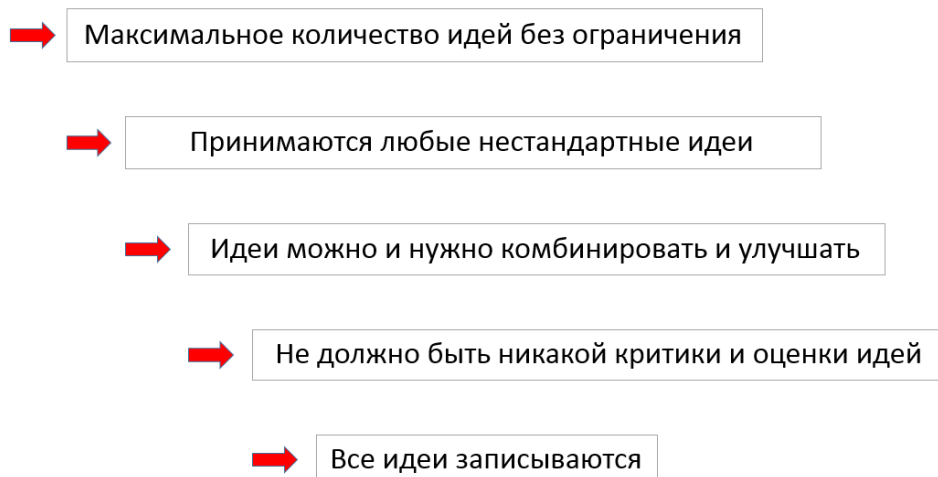 Максимальное количество идей без ограничения
Принимаются любые нестандартные идеи
Идеи можно и нужно комбинировать и улучшать
Не должно быть никакой критики и оценки идей
Все идеи записываются